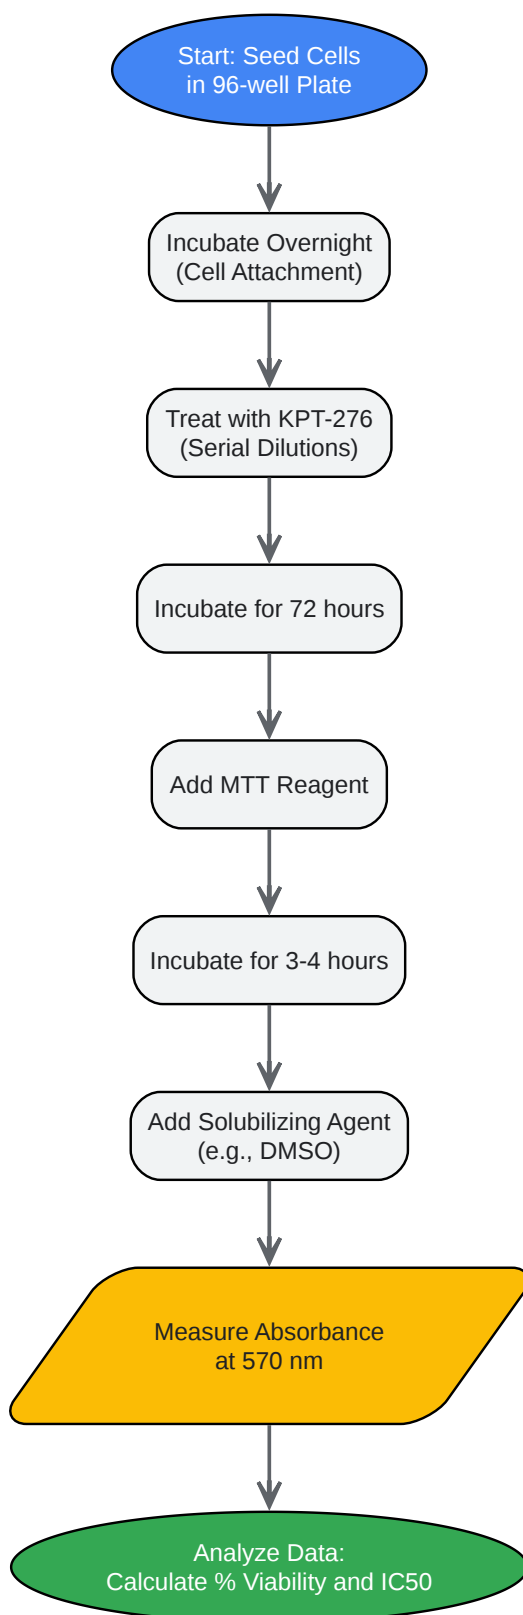 Start: Seed Cells
in 96-well Plate
Incubate Overnight
(Cell Attachment)
Treat with KPT-276
(Serial Dilutions)
Incubate for 72 hours
Add MTT Reagent
Incubate for 3-4 hours
Add Solubilizing Agent
(e.g., DMSO)
Measure Absorbance
at 570 nm
Analyze Data:
Calculate % Viability and IC50